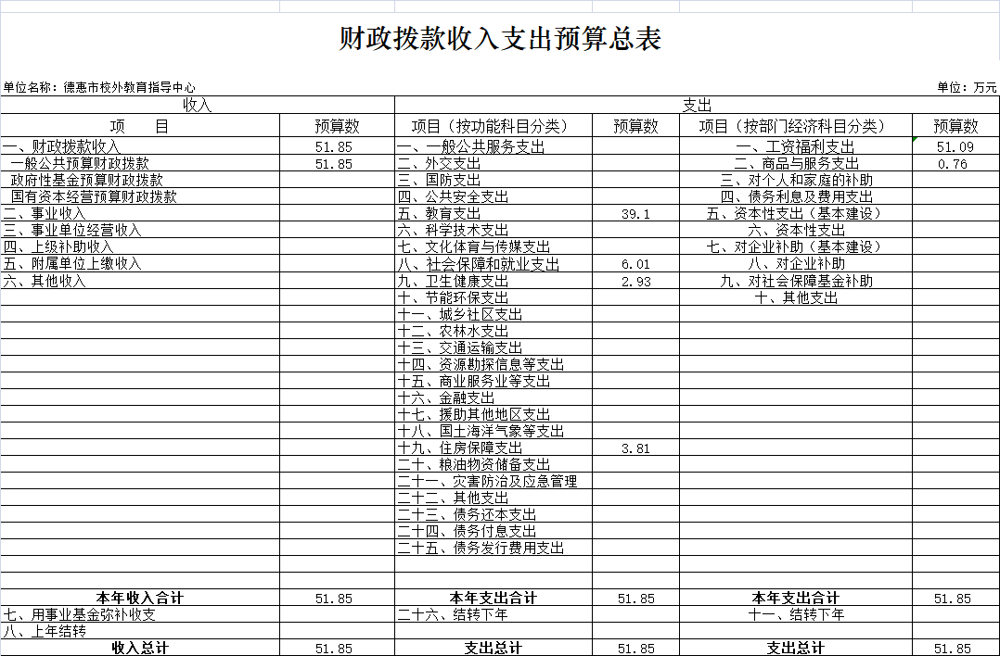 财政拨款收入支出预算总表
单位名称：德惠市校外教育指导中心 单位：万元
收入 支出
项 目 预算数 项目（按功能科目分类） 预算数 项目（按部门经济科目分类） 预算数
一、财政拨款收入 51.85 一、一般公共服务支出 一、工资福利支出 51.09
一般公共预算财政拨款 51.85 二、外交支出 二、商品与服务支出 0.76
政府性基金预算财政拨款 三、国防支出 三、对个人和家庭的补助
国有资本经营预算财政拨款 四、公共安全支出 四、债务利息及费用支出
二、事业收入 五、教育支出 39.1 五、资本性支出（基本建设）
三、事业单位经营收入 六、科学技术支出 六、资本性支出
四、上级补助收入 七、文化体育与传媒支出 七、对企业补助（基本建设）
五、附属单位上缴收入 八、社会保障和就业支出 6.01 八、对企业补助
六、其他收入 九、卫生健康支出 2.93 九、对社会保障基金补助
十、节能环保支出 十、其他支出
十一、城乡社区支出
十二、农林水支出
十三、交通运输支出
十四、资源勘探信息等支出
十五、商业服务业等支出
十六、金融支出
十七、援助其他地区支出
十八、国土海洋气象等支出
十九、住房保障支出 3.81
二十、粮油物资储备支出
二十一、灾害防治及应急管理
二十二、其他支出
二十三、债务还本支出
二十四、债务付息支出
二十五、债务发行费用支出
本年收入合计 51.85 本年支出合计 51.85 本年支出合计 51.85
七、用事业基金弥补收支 二十六、结转下年 十一、结转下年
八、上年结转
收入总计 51.85 支出总计 51.85 支出总计 51.85